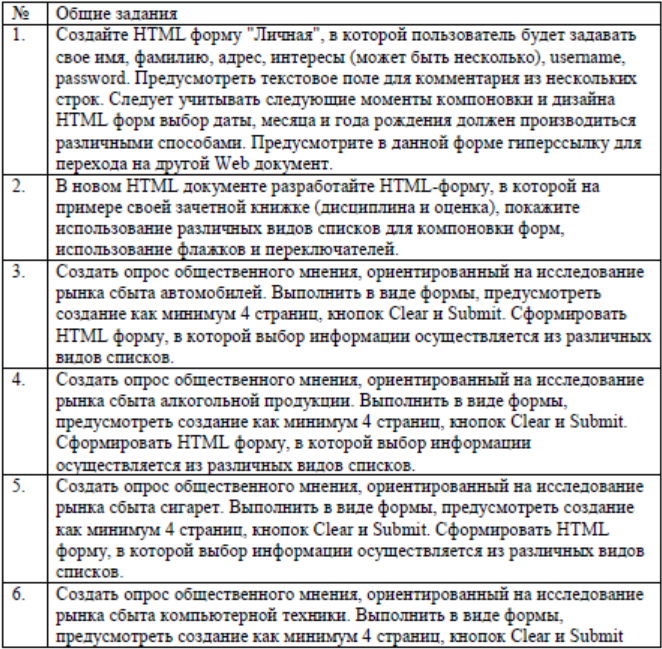 № Общие задания
1. Создайте HTML форму "Личная", в которой пользователь будет задавать
свое имя, фамилию, адрес, интересы (может быть несколько), username,
password. Предусмотреть текстовое поле для комментария из нескольких
строк. Следует учитывать следующие моменты компоновки и дизайна
HTML форм выбор даты, месяца и года рождения должен производиться
различными способами. Предусмотрите в данной форме гиперссылку для
перехода на другой Web документ.
2. В новом HTML документе разработайте HTML-форму, в которой на
примере своей зачетной книжке (дисциплина и оценка), покажите
использование различных видов списков для компоновки форм,
использование флажков и переключателей.
3. Создать опрос общественного мнения, ориентированный на исследование
рынка сбыта автомобилей. Выполнить в виде формы, предусмотреть
создание как минимум 4 страниц, кнопок Clear и Submit. Сформировать
HTML форму, в которой выбор информации осуществляется из различных
видов списков.
4. Создать опрос общественного мнения, ориентированный на исследование
рынка сбыта алкогольной продукции. Выполнить в виде формы,
предусмотреть создание как минимум 4 страниц, кнопок Clear и Submit.
Сформировать HTML форму, в которой выбор информации
осуществляется из различных видов списков.
5. Создать опрос общественного мнения, ориентированный на исследование
рынка сбыта сигарет. Выполнить в виде формы, предусмотреть создание
как минимум 4 страниц, кнопок Clear и Submit. Сформировать HTML
форму, в которой выбор информации осуществляется из различных видов
списков.
6. Создать опрос общественного мнения, ориентированный на исследование
рынка сбыта компьютерной техники. Выполнить в виде формы,
предусмотреть создание как минимум 4 страниц, кнопок Clear и Submit